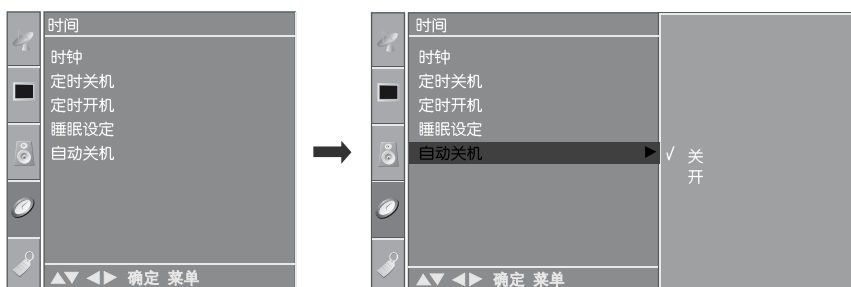 时间
时钟
定时关机
定时开机
睡眠设定
自动关机
▲▼ ◀▶ 确定 菜单
时间
时钟
定时关机
定时开机
睡眠设定
自动关机 ▶
√ 关
开
▲▼ ◀▶ 确定 菜单